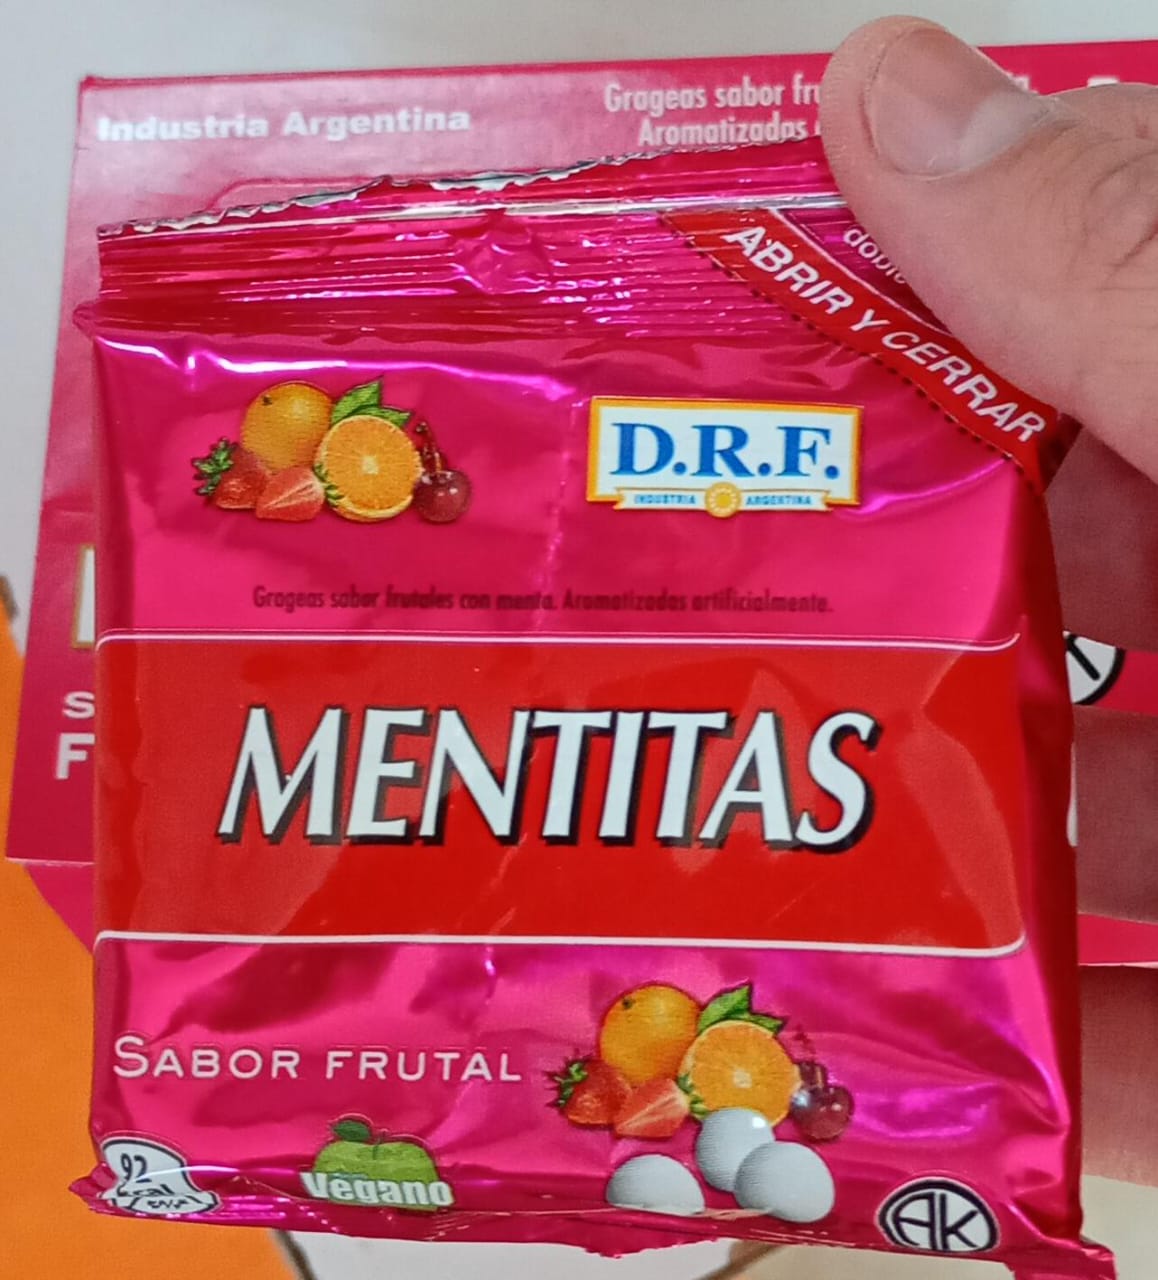 Industria Argentina
Grageas sabor
Aromatizadas
ABRIR Y CERRAR
D.R.F.
INDUSTRIA ARGENTINA
Grageas sabor frutales con menta. Aromatizadas artificialmente.
MENTITAS
SABOR FRUTAL
92
kcal
Vegano
AK